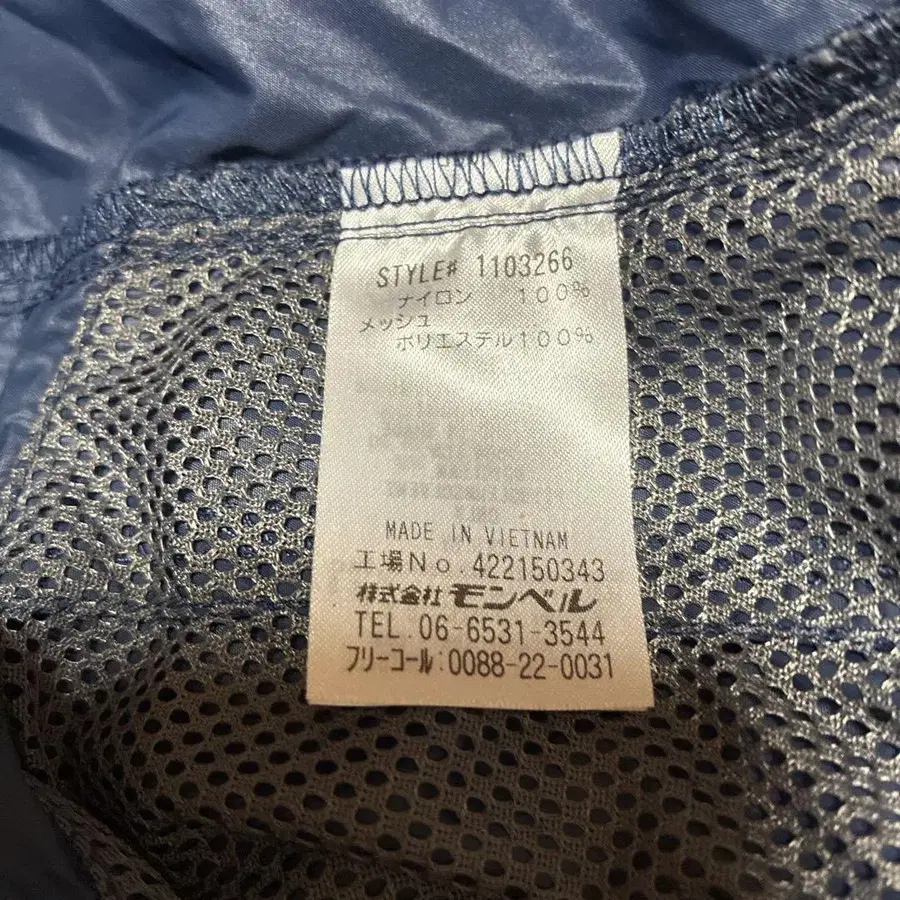 STYLE# 1103266
ナイロン １００％
メッシュ
ポリエステル１００％
MADE IN VIETNAM
工場No.422150343
株式会社 モンベル
TEL.06-6531-3544
フリーコール:0088-22-0031